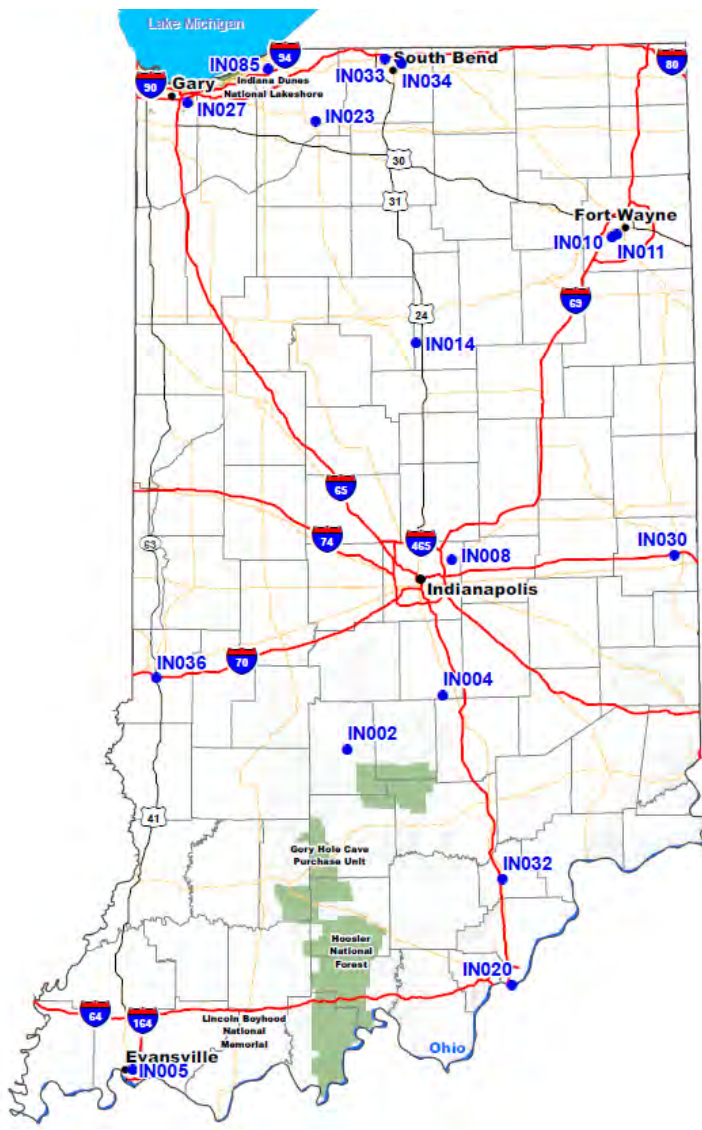 Lake Michigan
IN085
94
IN033
South Bend
IN034
80
90
Gary
Indiana Dunes
National Lakeshore
IN027
IN023
30
31
Fort Wayne
IN010
IN011
69
24
IN014
65
74
465
63
IN008
IN030
Indianapolis
IN036
70
IN004
IN002
41
Gory Hole Cave
Purchase Unit
IN032
Hoosier
National
Forest
IN020
64
164
Lincoln Boyhood
National
Memorial
Ohio
Evansville
IN005